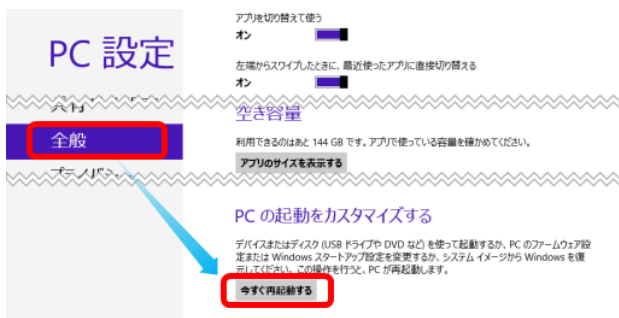 PC 設定
全般
アプリを切り替えて使う
オン
左端からスワイプしたときに、最近使ったアプリに直接切り替える
オン
空き容量
利用できるのはあと 144 GB です。アプリで使っている容量を確かめてください。
アプリのサイズを表示する
PC の起動をカスタマイズする
デバイスまたはディスク (USB ドライブや DVD など) を使って起動するか、PC のファームウェア設
定または Windows スタートアップ設定を変更するか、システム イメージから Windows を復
元してください。この操作を行うと、PC が再起動します。
今すぐ再起動する